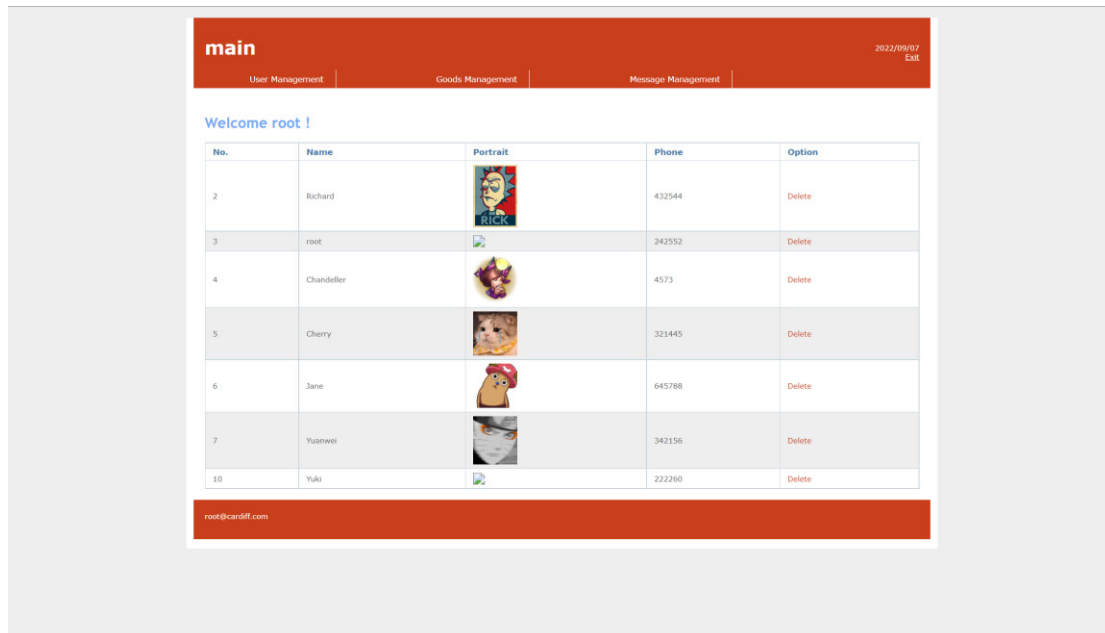 main
2022/09/07
Exit
User Management Goods Management Message Management
Welcome root !
No. Name Portrait Phone Option
2 Richard RICK 432544 Delete
3 root 242552 Delete
4 Chandeller 4573 Delete
5 Cherry 321445 Delete
6 Jane 645788 Delete
7 Yuanwei 342156 Delete
10 Yuki 222260 Delete
root@cardiff.com